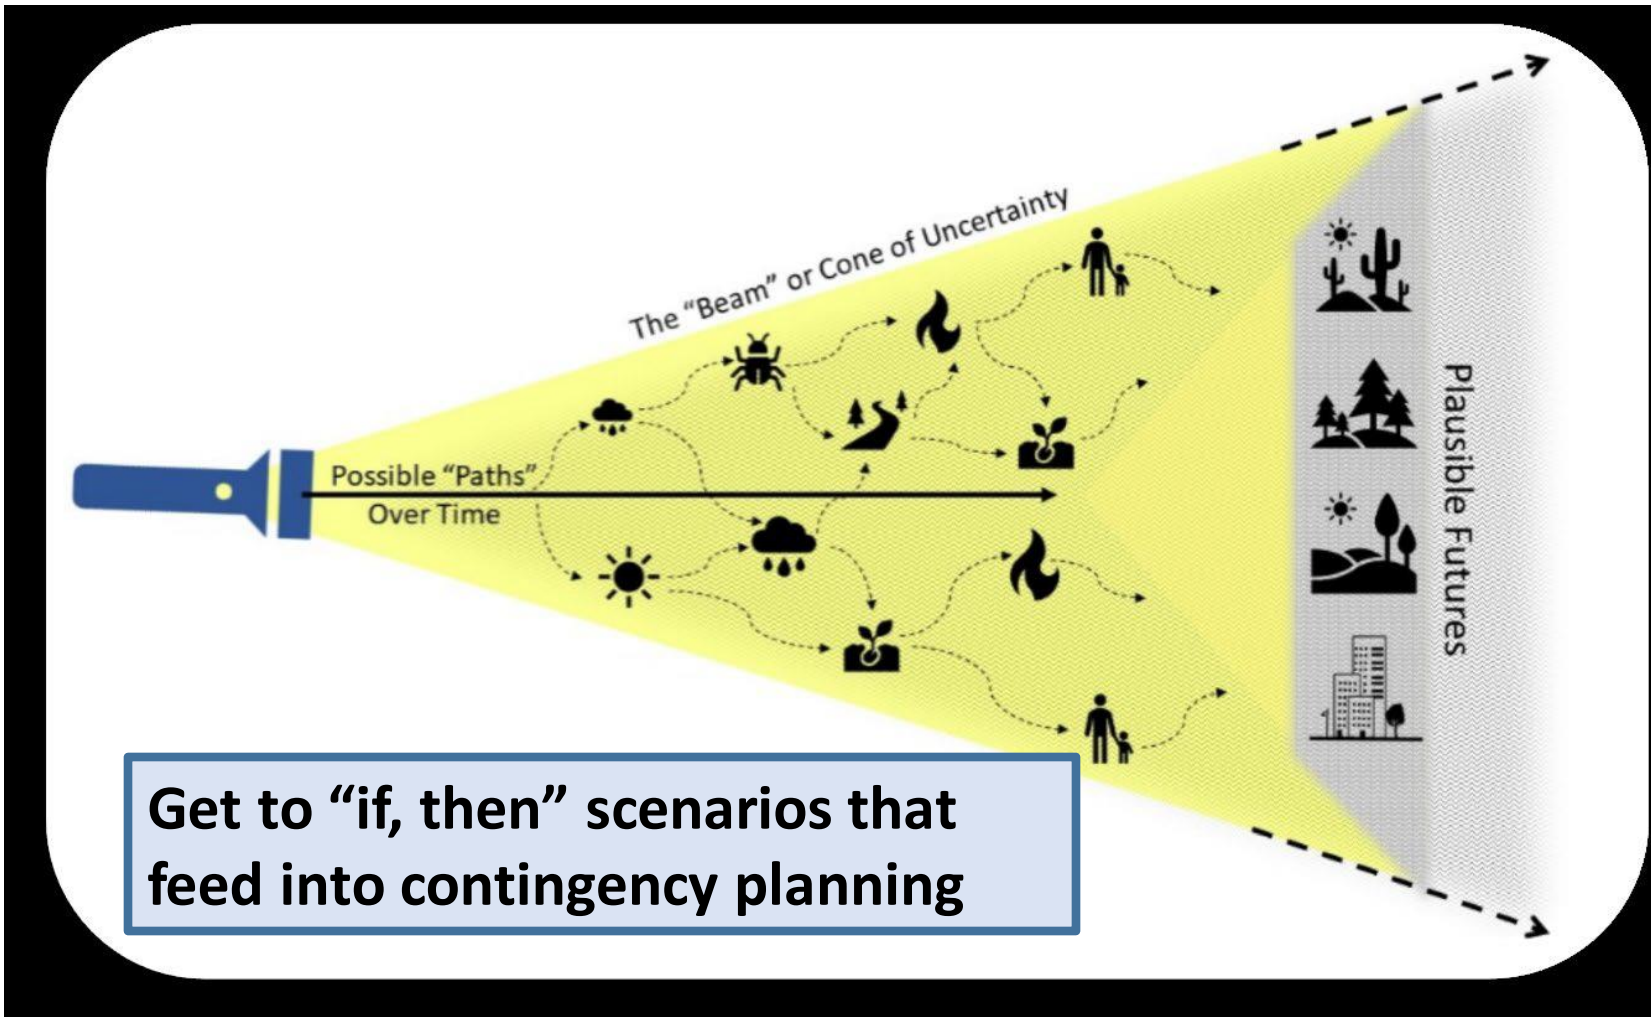 The “Beam” or Cone of Uncertainty
Possible “Paths”
Over Time
Plausible Futures
Get to “if, then” scenarios that
feed into contingency planning